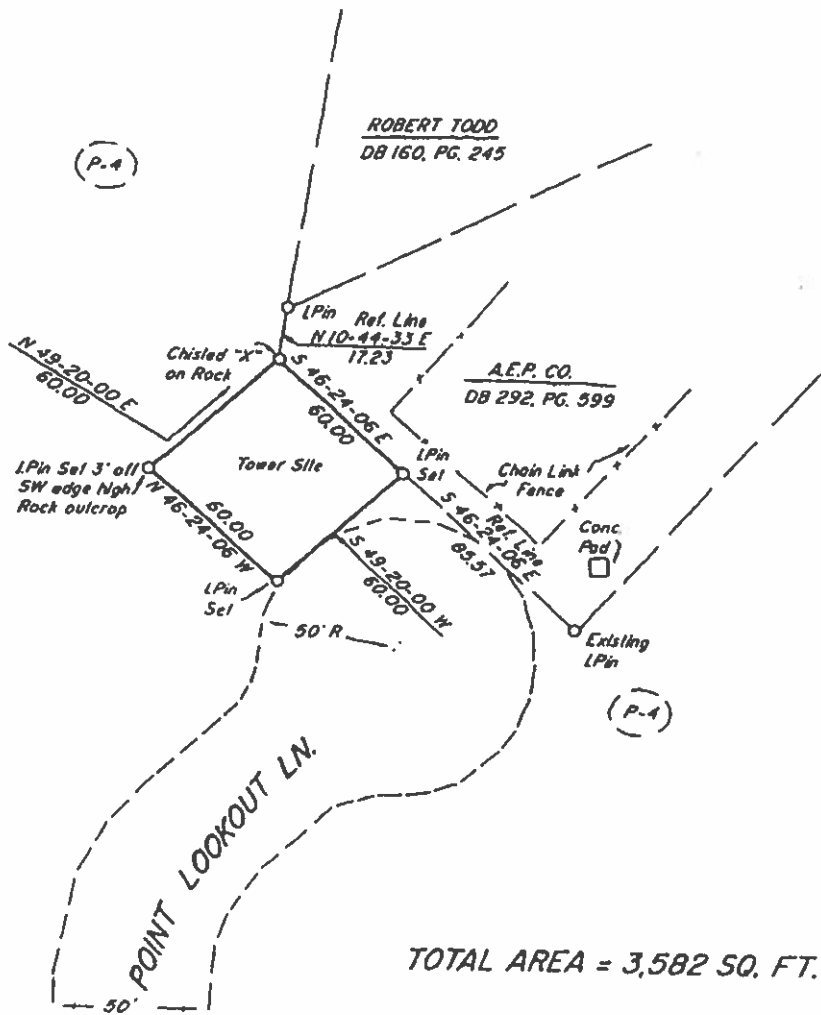 ROBERT TODD
DB 160, PG. 245
(P-4)
I.Pin
Ref. Line
N 10-44-33 E
17.23
N 49-20-00 E
60.00
Chisled "X"
on Rock
S 46-24-06 E
60.00
A.E.P. CO.
DB 292, PG. 599
I.Pin Set 3' off
SW edge high
Rock outcrop
Tower Site
I.Pin
Set
Chain Link
Fence
N 46-24-06 W
60.00
Ref. Line
S 46-24-06 E
85.57
Conc.
Pad
I.Pin
Set
S 49-20-00 W
60.00
50' R
Existing
I.Pin
(P-4)
POINT LOOKOUT LN.
TOTAL AREA = 3,582 SQ. FT.
50'